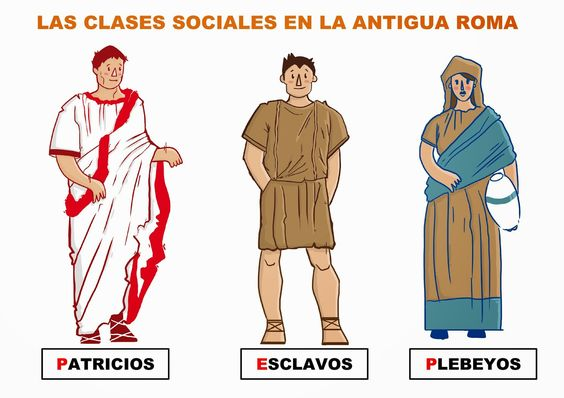 LAS CLASES SOCIALES EN LA ANTIGUA ROMA
PATRICIOS
ESCLAVOS
PLEBEYOS